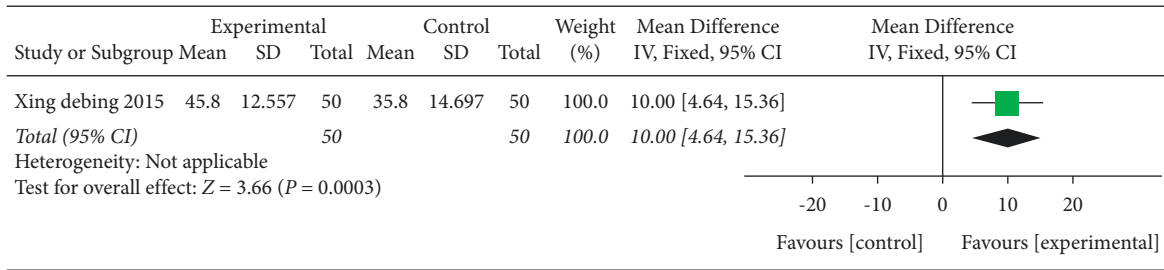 Experimental Control Weight Mean Difference Mean Difference
Study or Subgroup Mean SD Total Mean SD Total (%) IV, Fixed, 95% CI IV, Fixed, 95% CI
Xing debing 2015 45.8 12.557 50 35.8 14.697 50 100.0 10.00 [4.64, 15.36]
Total (95% CI) 50 50 100.0 10.00 [4.64, 15.36]
Heterogeneity: Not applicable
Test for overall effect: Z = 3.66 (P = 0.0003)
-20 -10 0 10 20
Favours [control] Favours [experimental]